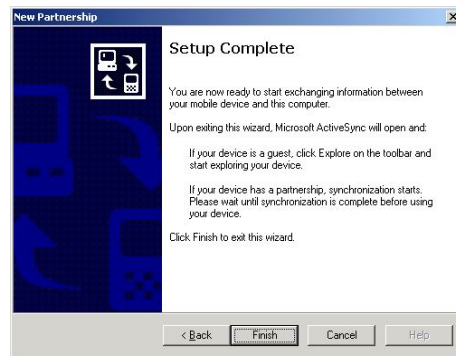 New Partnership
Setup Complete
You are now ready to start exchanging information between
your mobile device and this computer.
Upon exiting this wizard, Microsoft ActiveSync will open and:
If your device is a guest, click Explore on the toolbar and
start exploring your device.
If your device has a partnership, synchronization starts.
Please wait until synchronization is complete before using
your device.
Click Finish to exit this wizard.
< Back Finish Cancel Help